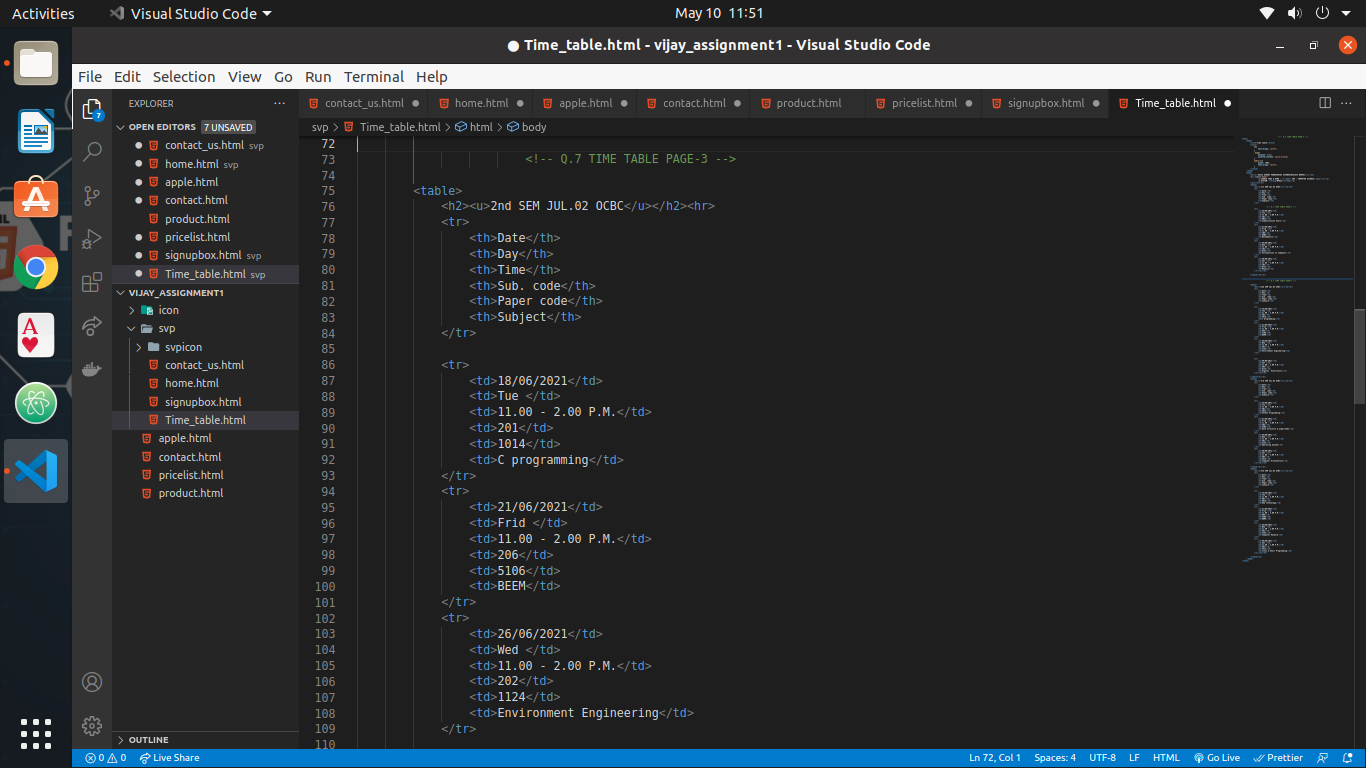 Activities Visual Studio Code May 10 11:51
● Time_table.html - vijay_assignment1 - Visual Studio Code
File Edit Selection View Go Run Terminal Help
EXPLORER ···
contact_us.html ● home.html ● apple.html ● contact.html ● product.html pricelist.html ● signupbox.html ● Time_table.html ●
svp > Time_table.html > html > body
7
OPEN EDITORS 7 UNSAVED
● contact_us.html svp
● home.html svp
● apple.html
● contact.html
product.html
● pricelist.html
● signupbox.html svp
● Time_table.html svp
VIJAY_ASSIGNMENT1
icon
svp
svpicon
contact_us.html
home.html
signupbox.html
Time_table.html
apple.html
contact.html
pricelist.html
product.html
OUTLINE
72
73 <!-- Q.7 TIME TABLE PAGE-3 -->
74
75 <table>
76 <h2><u>2nd SEM JUL.02 OCBC</u></h2><hr>
77 <tr>
78 <th>Date</th>
79 <th>Day</th>
80 <th>Time</th>
81 <th>Sub. code</th>
82 <th>Paper code</th>
83 <th>Subject</th>
84 </tr>
85
86 <tr>
87 <td>18/06/2021</td>
88 <td>Tue </td>
89 <td>11.00 - 2.00 P.M.</td>
90 <td>201</td>
91 <td>1014</td>
92 <td>C programming</td>
93 </tr>
94 <tr>
95 <td>21/06/2021</td>
96 <td>Frid </td>
97 <td>11.00 - 2.00 P.M.</td>
98 <td>206</td>
99 <td>5106</td>
100 <td>BEEM</td>
101 </tr>
102 <tr>
103 <td>26/06/2021</td>
104 <td>Wed </td>
105 <td>11.00 - 2.00 P.M.</td>
106 <td>202</td>
107 <td>1124</td>
108 <td>Environment Engineering</td>
109 </tr>
110
0 0 Live Share Ln 72, Col 1 Spaces: 4 UTF-8 LF HTML Go Live Prettier